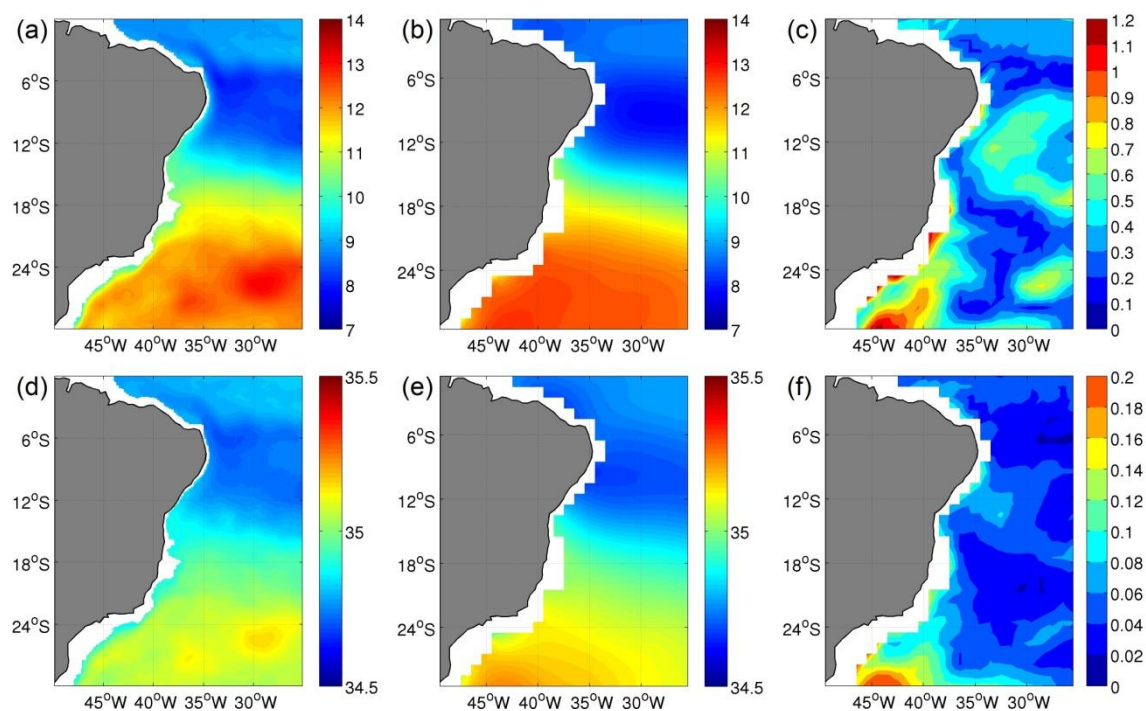 (a)
6°S
12°S
18°S
24°S
45°W 40°W 35°W 30°W
14
13
12
11
10
9
8
7
(b)
6°S
12°S
18°S
24°S
45°W 40°W 35°W 30°W
14
13
12
11
10
9
8
7
(c)
6°S
12°S
18°S
24°S
45°W 40°W 35°W 30°W
1.2
1.1
1
0.9
0.8
0.7
0.6
0.5
0.4
0.3
0.2
0.1
0
(d)
6°S
12°S
18°S
24°S
45°W 40°W 35°W 30°W
35.5
35
34.5
(e)
6°S
12°S
18°S
24°S
45°W 40°W 35°W 30°W
35.5
35
34.5
(f)
6°S
12°S
18°S
24°S
45°W 40°W 35°W 30°W
0.2
0.18
0.16
0.14
0.12
0.1
0.08
0.06
0.04
0.02
0